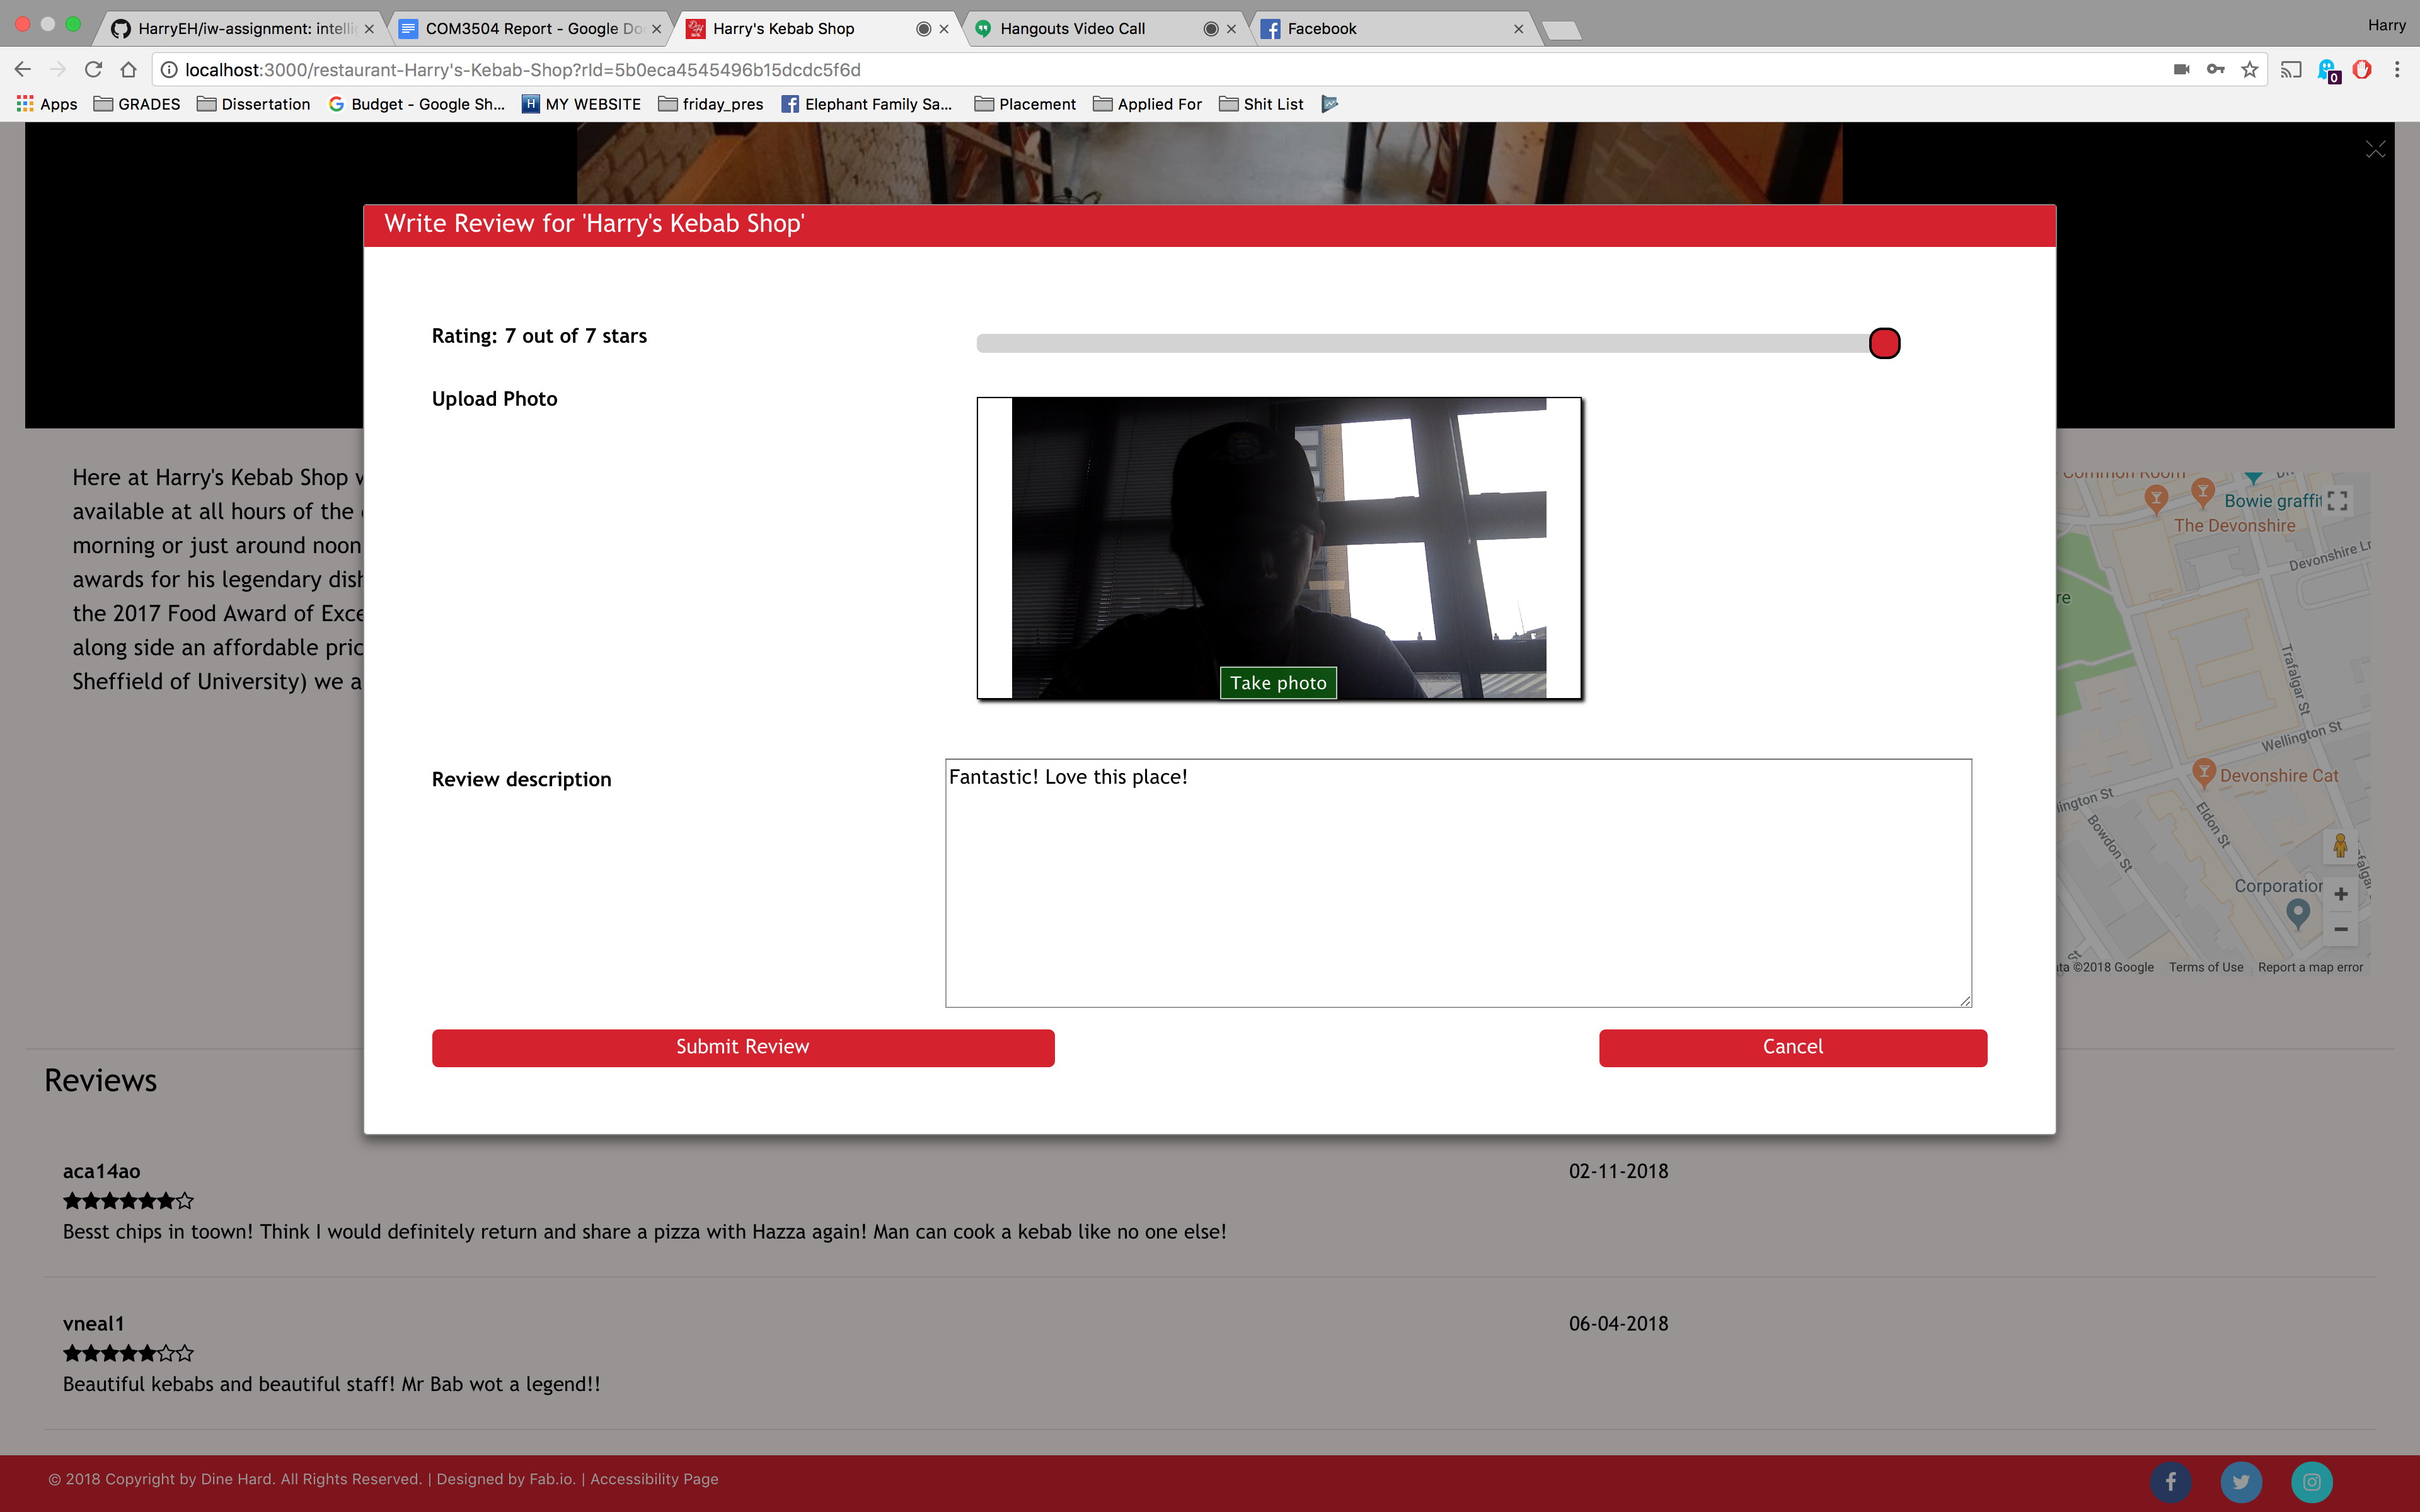 HarryEH/iw-assignment: intelli
COM3504 Report - Google Do
Harry's Kebab Shop
Hangouts Video Call
Facebook
Harry
localhost:3000/restaurant-Harry's-Kebab-Shop?rId=5b0eca4545496b15dcdc5f6d
0
Apps
GRADES
Dissertation
Budget - Google Sh...
MY WEBSITE
friday_pres
Elephant Family Sa...
Placement
Applied For
Shit List
Write Review for 'Harry's Kebab Shop'
Rating: 7 out of 7 stars
Upload Photo
Take photo
Review description
Fantastic! Love this place!
Submit Review
Cancel
Here at Harry's Kebab Shop
available at all hours of the
morning or just around noon
awards for his legendary dish
the 2017 Food Award of Exce
along side an affordable pric
Sheffield of University) we a
Common Room
Bowie graffit
The Devonshire
Devonshire Ln
re
Trafalgar St
Wellington St
Devonshire Cat
lington St
Eldon St
Bowdon St
afalga
Corporation
St
ta ©2018 Google
Terms of Use
Report a map error
Reviews
aca14ao
02-11-2018
Besst chips in toown! Think I would definitely return and share a pizza with Hazza again! Man can cook a kebab like no one else!
vneal1
06-04-2018
Beautiful kebabs and beautiful staff! Mr Bab wot a legend!!
© 2018 Copyright by Dine Hard. All Rights Reserved. | Designed by Fab.io. | Accessibility Page